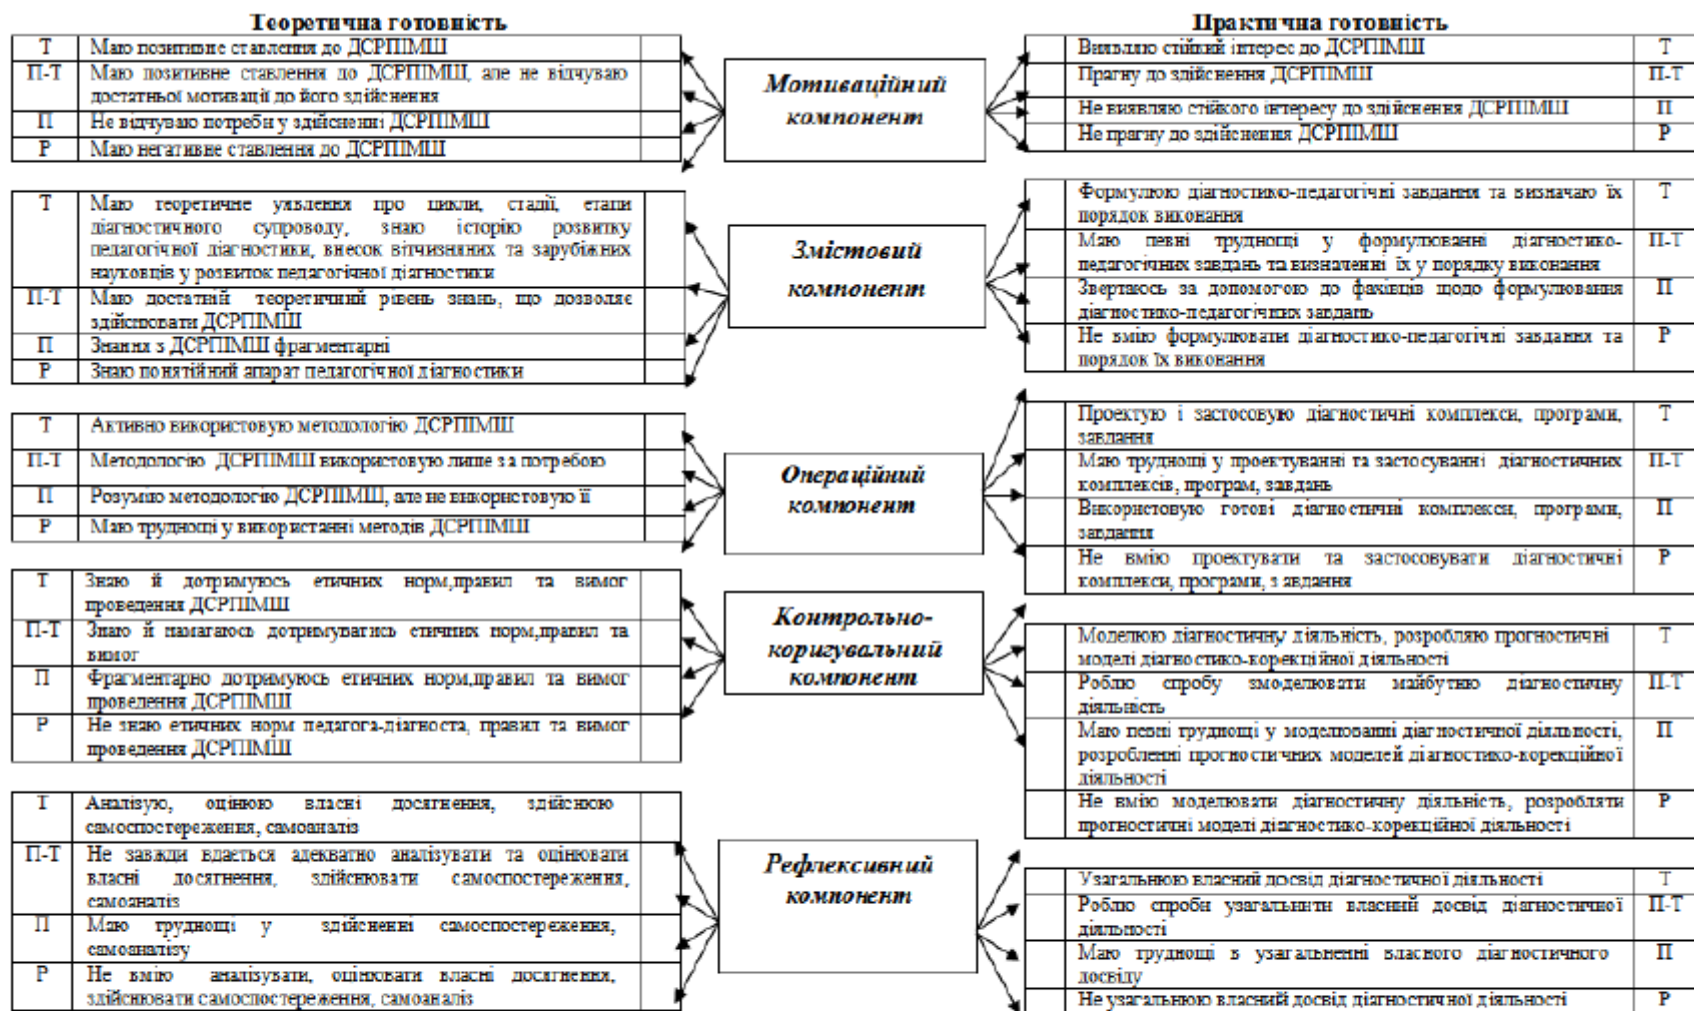 Теоретична готовність
Т Маю позитивне ставлення до ДСРПІМШ
П-Т Маю позитивне ставлення до ДСРПІМШ, але не відчуваю
достатньої мотивації до його здійснення
П Не відчуваю потреби у здійсненні ДСРПІМШ
Р Маю негативне ставлення до ДСРПІМШ
Мотиваційний
компонент
Практична готовність
Виявляю стійкий інтерес до ДСРПІМШ Т
Прагну до здійснення ДСРПІМШ П-Т
Не виявляю стійкого інтересу до здійснення ДСРПІМШ П
Не прагну до здійснення ДСРПІМШ Р
Т Маю теоретичне уявлення про цикли, стадії, етапи
діагностичного супроводу, знаю історію розвитку
педагогічної діагностики, внесок вітчизняних та зарубіжних
науковців у розвиток педагогічної діагностики
П-Т Маю достатній теоретичний рівень знань, що дозволяє
здійснювати ДСРПІМШ
П Знання з ДСРПІМШ фрагментарні
Р Знаю понятійний апарат педагогічної діагностики
Змістовий
компонент
Формулюю діагностико-педагогічні завдання та визначаю їх Т
порядок виконання
Маю певні труднощі у формулюванні діагностико- П-Т
педагогічних завдань та визначенні їх у порядку виконання
Звертаюсь за допомогою до фахівців щодо формулювання П
діагностико-педагогічних завдань
Не вмію формулювати діагностико-педагогічні завдання та Р
порядок їх виконання
Т Активно використовую методологію ДСРПІМШ
П-Т Методологію ДСРПІМШ використовую лише за потребою
П Розумію методологію ДСРПІМШ, але не використовую її
Р Маю труднощі у використанні методів ДСРПІМШ
Операційний
компонент
Проектую і застосовую діагностичні комплекси, програми, Т
завдання
Маю труднощі у проектуванні та застосуванні діагностичних П-Т
комплексів, програм, завдань
Використовую готові діагностичні комплекси, програми, П
завдання
Не вмію проектувати та застосовувати діагностичні Р
комплекси, програми, з авдання
Т Знаю й дотримуюсь етичних норм,правил та вимог
проведення ДСРПІМШ
П-Т Знаю й намагаюсь дотримуватись етичних норм,правил та
вимог
П Фрагментарно дотримуюсь етичних норм,правил та вимог
проведення ДСРПІМШ
Р Не знаю етичних норм педагога-діагноста, правил та вимог
проведення ДСРПІМШ
Контрольно-
коригувальний
компонент
Моделюю діагностичну діяльність, розробляю прогностичні Т
моделі діагностико-корекційної діяльності
Роблю спробу змоделювати майбутню діагностичну П-Т
діяльність
Маю певні труднощі у моделюванні діагностичної діяльності, П
розробленні прогностичних моделей діагностико-корекційної
діяльності
Не вмію моделювати діагностичну діяльність, розробляти Р
прогностичні моделі діагностико-корекційної діяльності
Т Аналізую, оцінюю власні досягнення, здійснюю
самоспостереження, самоаналіз
П-Т Не завжди вдається адекватно аналізувати та оцінювати
власні досягнення, здійснювати самоспостереження,
самоаналіз
П Маю труднощі у здійсненні самоспостереження,
самоаналізу
Р Не вмію аналізувати, оцінювати власні досягнення,
здійснювати самоспостереження, самоаналіз
Рефлексивний
компонент
Узагальнюю власний досвід діагностичної діяльності Т
Роблю спроби узагальнити власний досвід діагностичної П-Т
діяльності
Маю труднощі в узагальненні власного діагностичного П
досвіду
Не узагальнюю власний досвід діагностичної діяльності Р